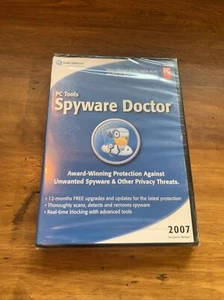 PC Tools
Spyware Doctor
Award-Winning Protection Against
Unwanted Spyware & Other Privacy Threats.
• 12-months FREE upgrades and updates for the latest protection
• Thoroughly scans, detects and removes spyware
• Real-time blocking with advanced tools
2007